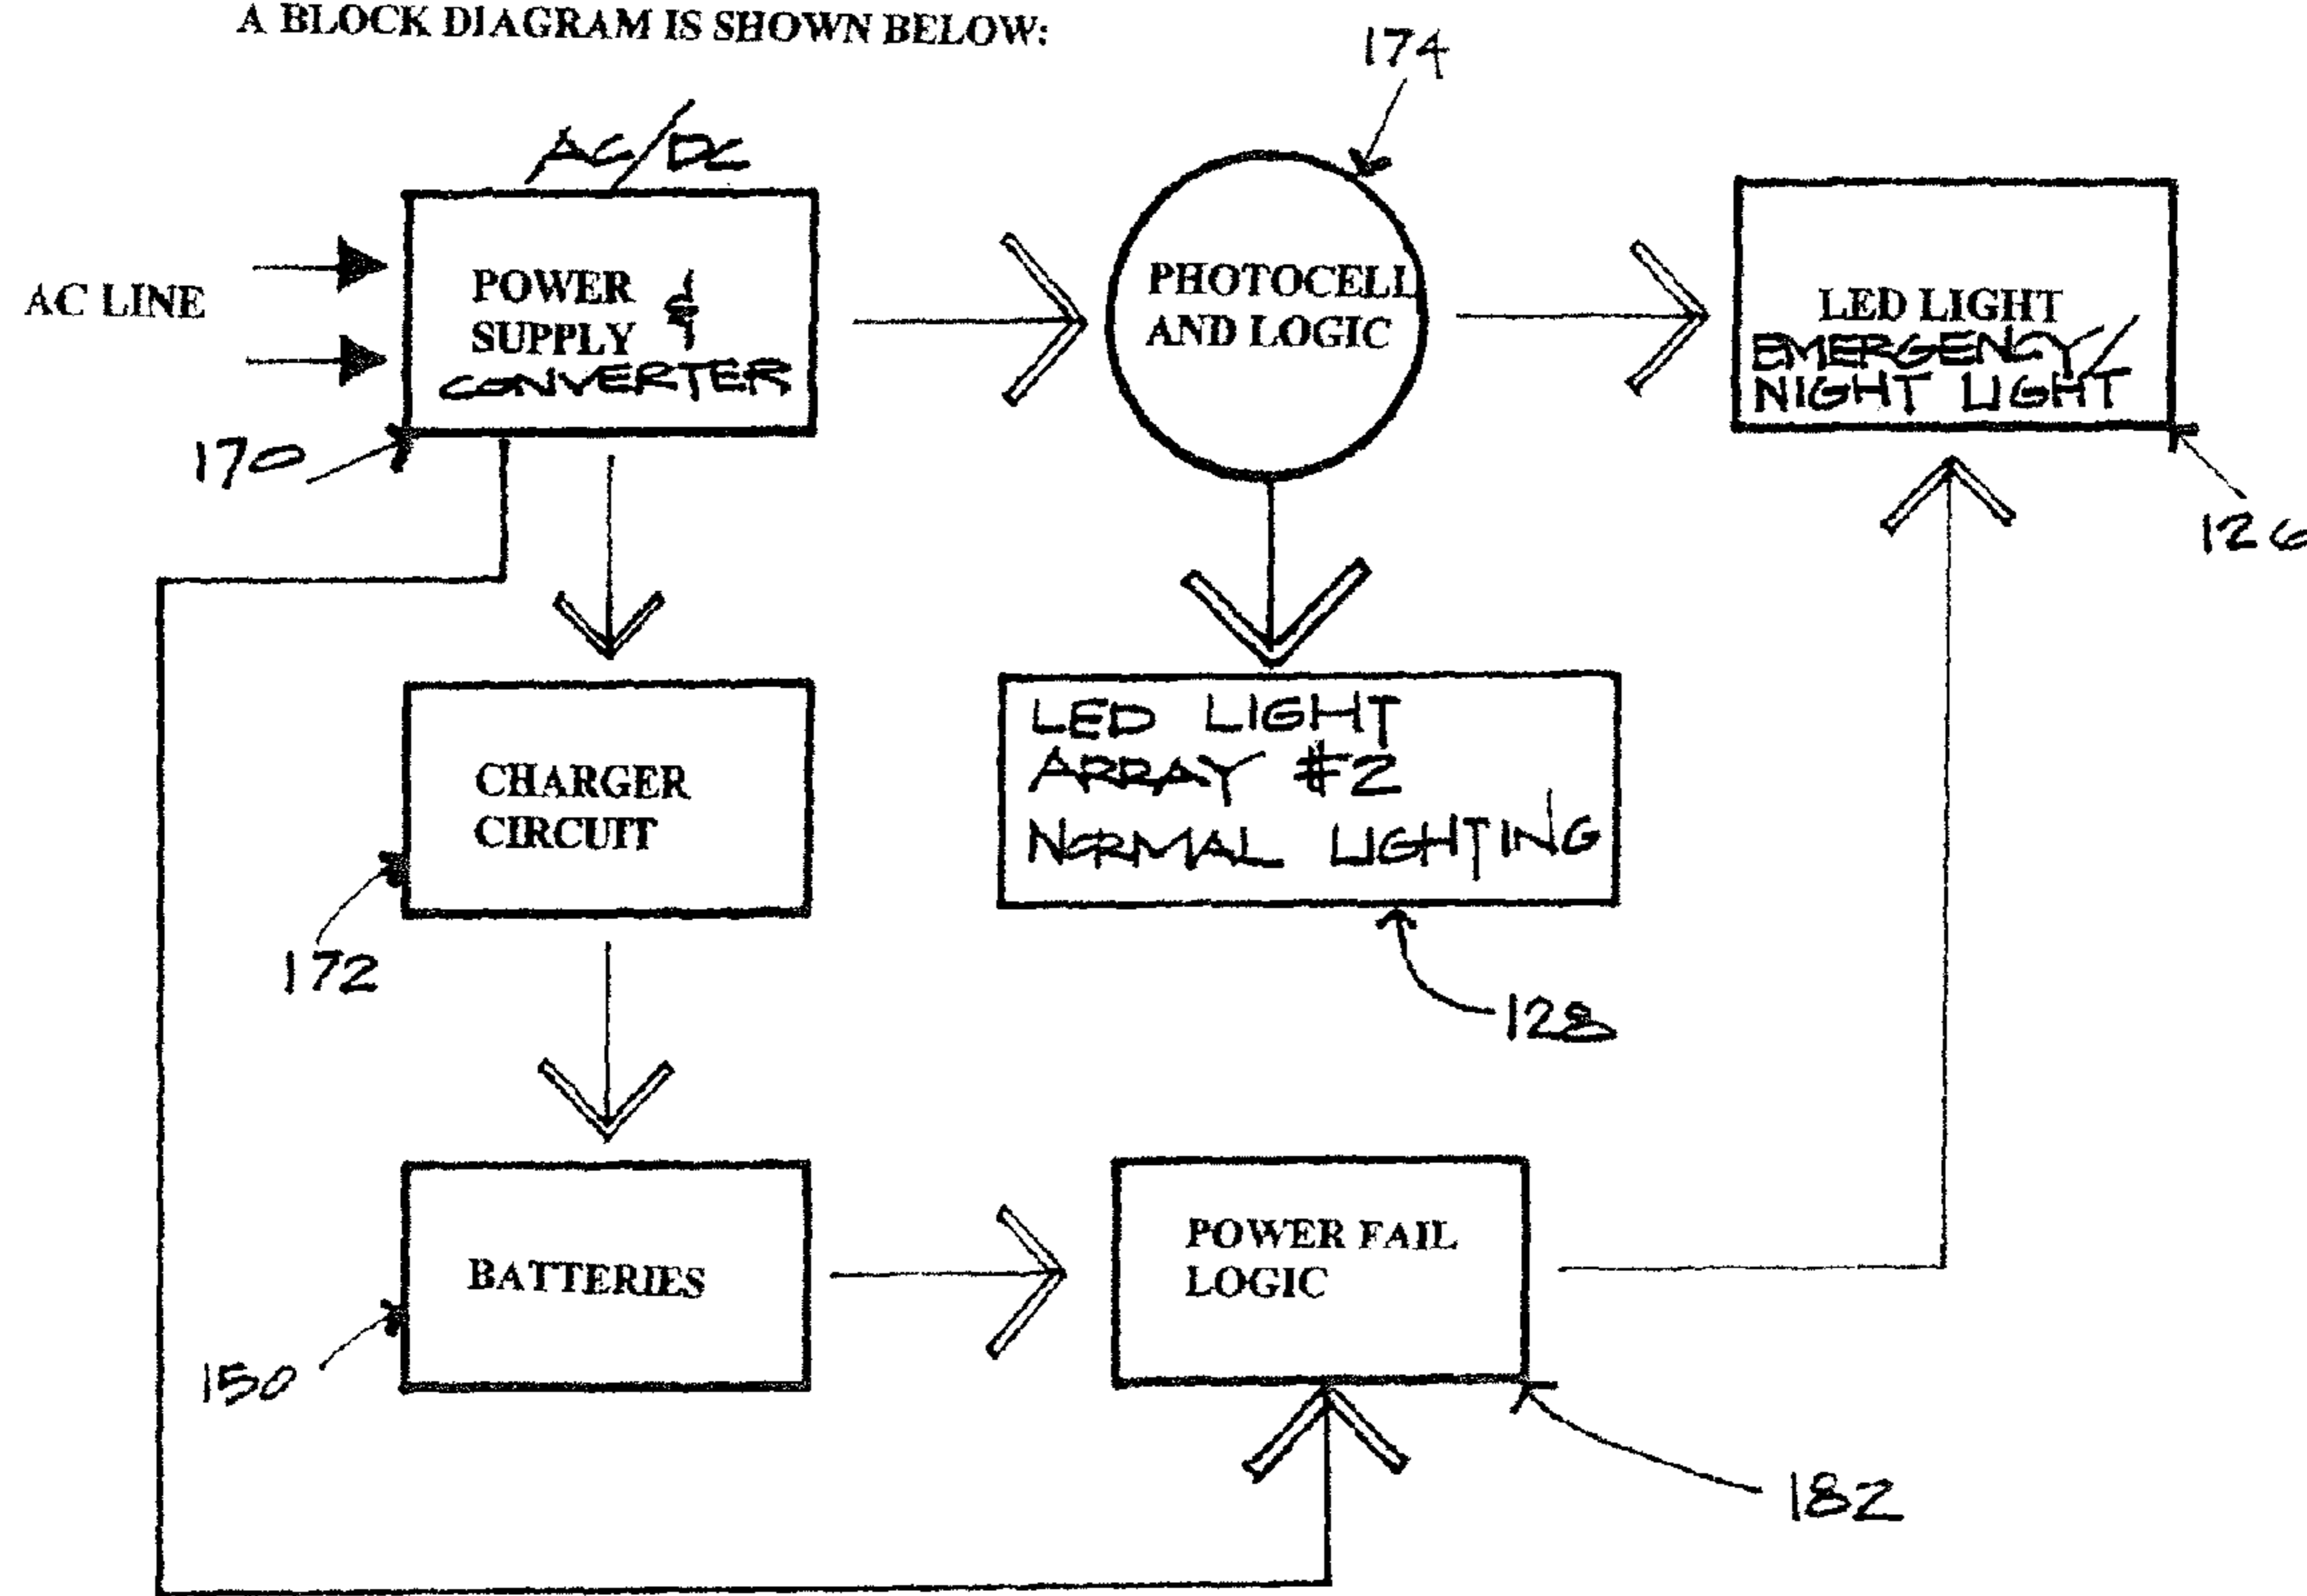 A BLOCK DIAGRAM IS SHOWN BELOW:
174
AC/DC
AC LINE
POWER
SUPPLY &
CONVERTER
170
PHOTOCELL
AND LOGIC
LED LIGHT
EMERGENCY/
NIGHT LIGHT
126
CHARGER
CIRCUIT
172
LED LIGHT
ARRAY #2
NORMAL LIGHTING
128
BATTERIES
150
POWER FAIL
LOGIC
182